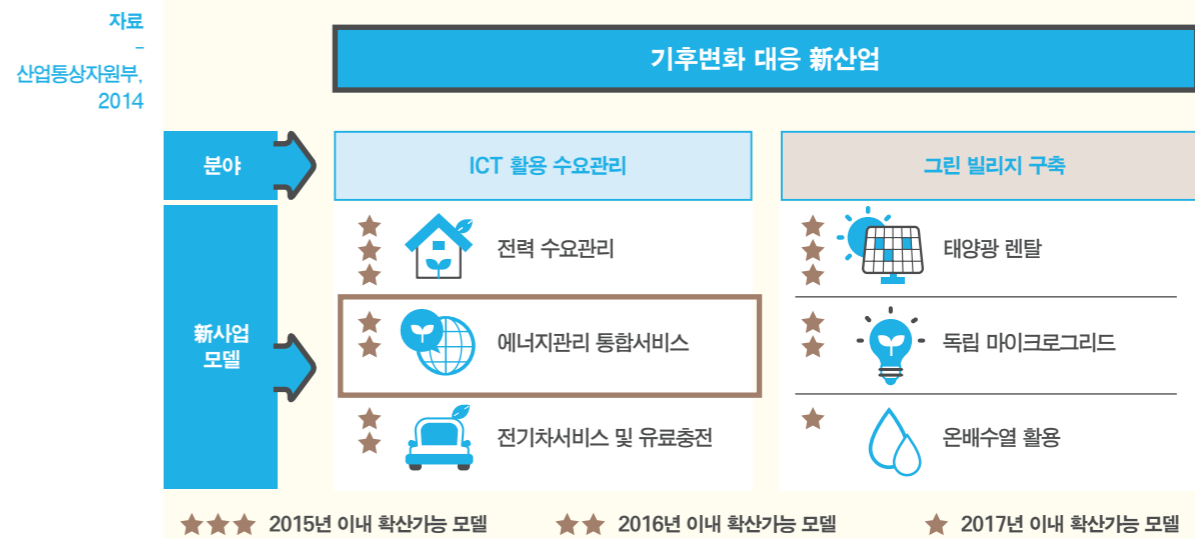 자료
–
산업통상자원부,
2014
기후변화 대응 新산업
분야
ICT 활용 수요관리
그린 빌리지 구축
新사업
모델
전력 수요관리
에너지관리 통합서비스
전기차서비스 및 유료충전
태양광 렌탈
독립 마이크로그리드
온배수열 활용
★★★ 2015년 이내 확산가능 모델
★★ 2016년 이내 확산가능 모델
★ 2017년 이내 확산가능 모델